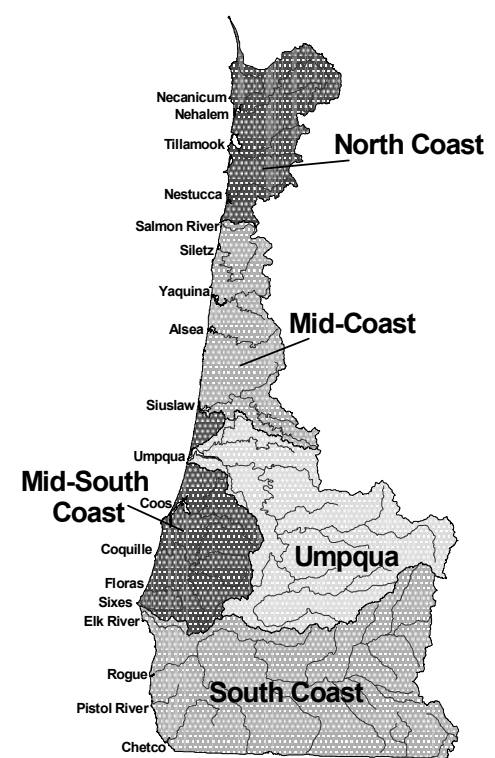 Necanicum
Nehalem
Tillamook
North Coast
Nestucca
Salmon River
Siletz
Yaquina
Mid-Coast
Alsea
Siuslaw
Umpqua
Mid-South
Coast
Coos
Coquille
Umpqua
Floras
Sixes
Elk River
Rogue
South Coast
Pistol River
Chetco